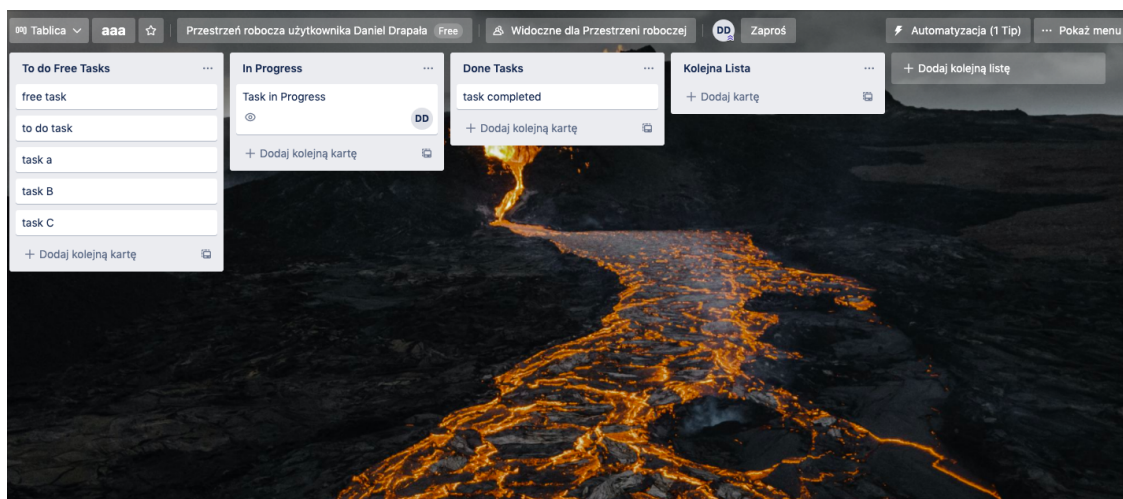 Tablica
aaa
Przestrzeń robocza użytkownika Daniel Drapała Free
Widoczne dla Przestrzeni roboczej
DD
Zaproś
Automatyzacja (1 Tip)
··· Pokaż menu
To do Free Tasks ···
free task
to do task
task a
task B
task C
+ Dodaj kolejną kartę
In Progress ···
Task in Progress
DD
+ Dodaj kolejną kartę
Done Tasks ···
task completed
+ Dodaj kolejną kartę
Kolejna Lista ···
+ Dodaj kartę
+ Dodaj kolejną listę